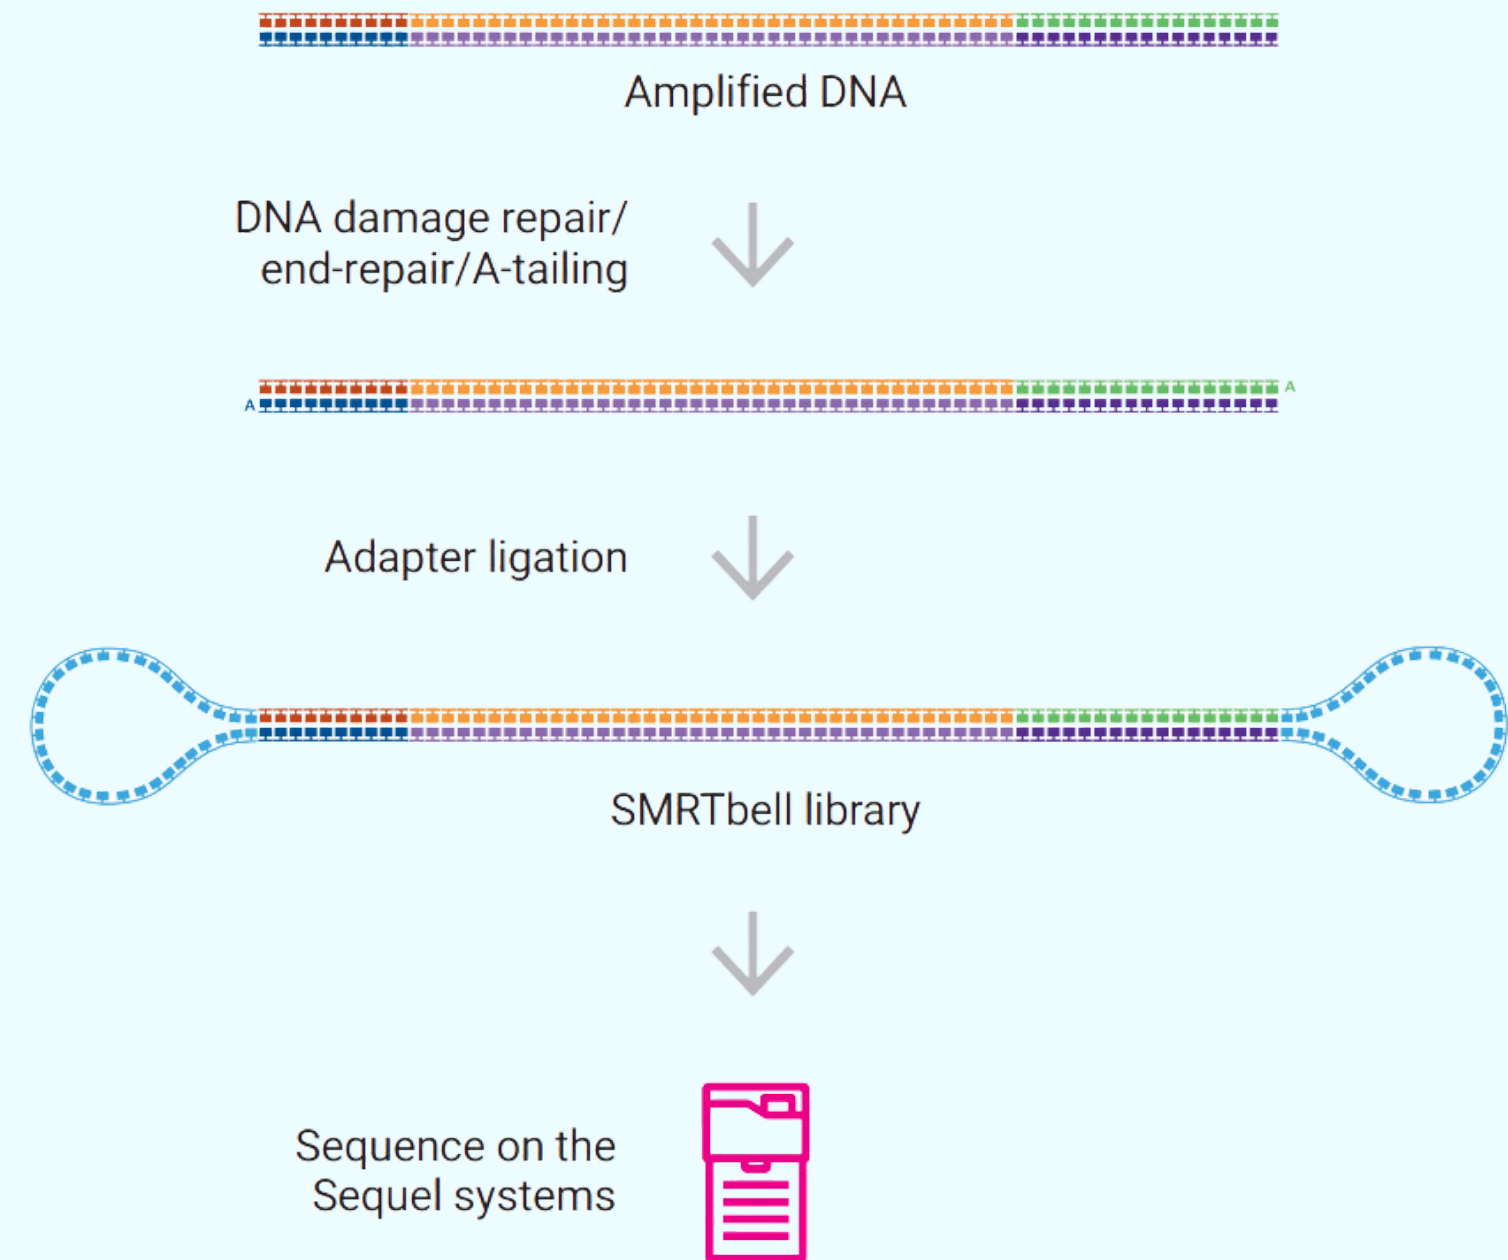 Amplified DNA
DNA damage repair/
end-repair/A-tailing
A
A
Adapter ligation
SMRTbell library
Sequence on the
Sequel systems